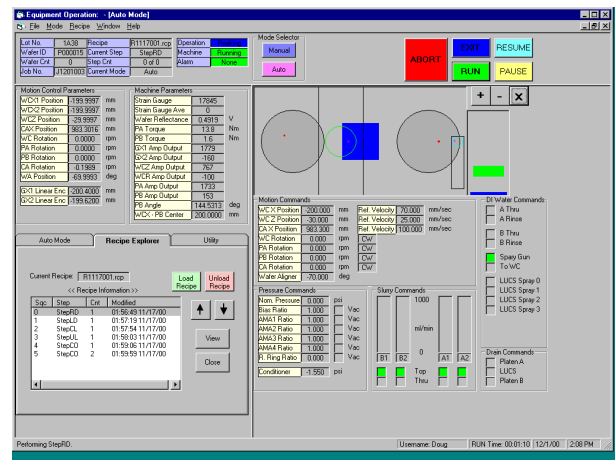 Equipment Operation: - [Auto Mode]
File Mode Recipe Window Help
Lot No. 1A38 Recipe R1117001.rcp Operation Running
Wafer ID P000015 Current Step StepRD Machine Running
Wafer Cnt 0 Step Cnt 0 of 0 Alarm None
Job No. J1201003 Current Mode Auto
Mode Selector
Manual
Auto
ABORT
EXIT
RESUME
RUN
PAUSE
Motion Control Parameters
WCX1 Position -199.9997 mm
WCX2 Position -199.9997 mm
WCZ Position -29.9997 mm
CAX Position 983.3016 mm
WC Rotation 0.0000 rpm
PA Rotation 0.0000 rpm
PB Rotation 0.0000 rpm
CA Rotation -0.1989 rpm
WA Position -69.9993 deg
GX1 Linear Enc -200.4000 mm
GX2 Linear Enc -199.6200 mm
Machine Parameters
Strain Gauge 17845
Strain Gauge Ave 0
Wafer Reflectance 0.4919 V
PA Torque 13.8 Nm
PB Torque 1.6 Nm
GX1 Amp Output 1779
GX2 Amp Output -160
WCZ Amp Output 767
WCR Amp Output -100
PA Amp Output 1733
PB Amp Output 153
PB Angle 144.5313 deg
WCX - PB Center 200.0000 mm
+ - X
Auto Mode
Recipe Explorer
Utility
Current Recipe: R1117001.rcp
Load Recipe
Unload Recipe
<< Recipe Information >>
Sqc Step Cnt Modified
0 StepRD 1 01:56:49 11/17/00
1 StepLD 1 01:57:19 11/17/00
2 StepCL 1 01:57:54 11/17/00
3 StepUL 1 01:58:03 11/17/00
4 StepCO 1 01:59:06 11/17/00
5 StepCO 2 01:59:59 11/17/00
View
Close
Motion Commands
WC X Position -200.000 mm Ref. Velocity 70.000 mm/sec
WC Z Position -30.000 mm Ref. Velocity 25.000 mm/sec
CA X Position 983.300 mm Ref. Velocity 100.000 mm/sec
WC Rotation 0.000 rpm CW
PA Rotation 0.000 rpm CW
PB Rotation 0.000 rpm CW
CA Rotation 0.000 rpm CW
Wafer Aligner -70.000 deg
Pressure Commands
Nom. Pressure 0.000 psi
Bias Ratio 1.000 Vac
AMA1 Ratio 1.000 Vac
AMA2 Ratio 1.000 Vac
AMA3 Ratio 1.000 Vac
AMA4 Ratio 1.000 Vac
R. Ring Ratio 0.000 Vac
Conditioner -1.550 psi
Slurry Commands
1000
ml/min
0
B1 B2 A1 A2
Top
Thru
DI Water Commands
A Thru
A Rinse
B Thru
B Rinse
Spary Gun
To WC
LUCS Spray 0
LUCS Spray 1
LUCS Spray 2
LUCS Spray 3
Drain Commands
Platen A
LUCS
Platen B
Performing StepRD.
Username: Doug
RUN Time: 00:01:10
12/1/00
2:08 PM